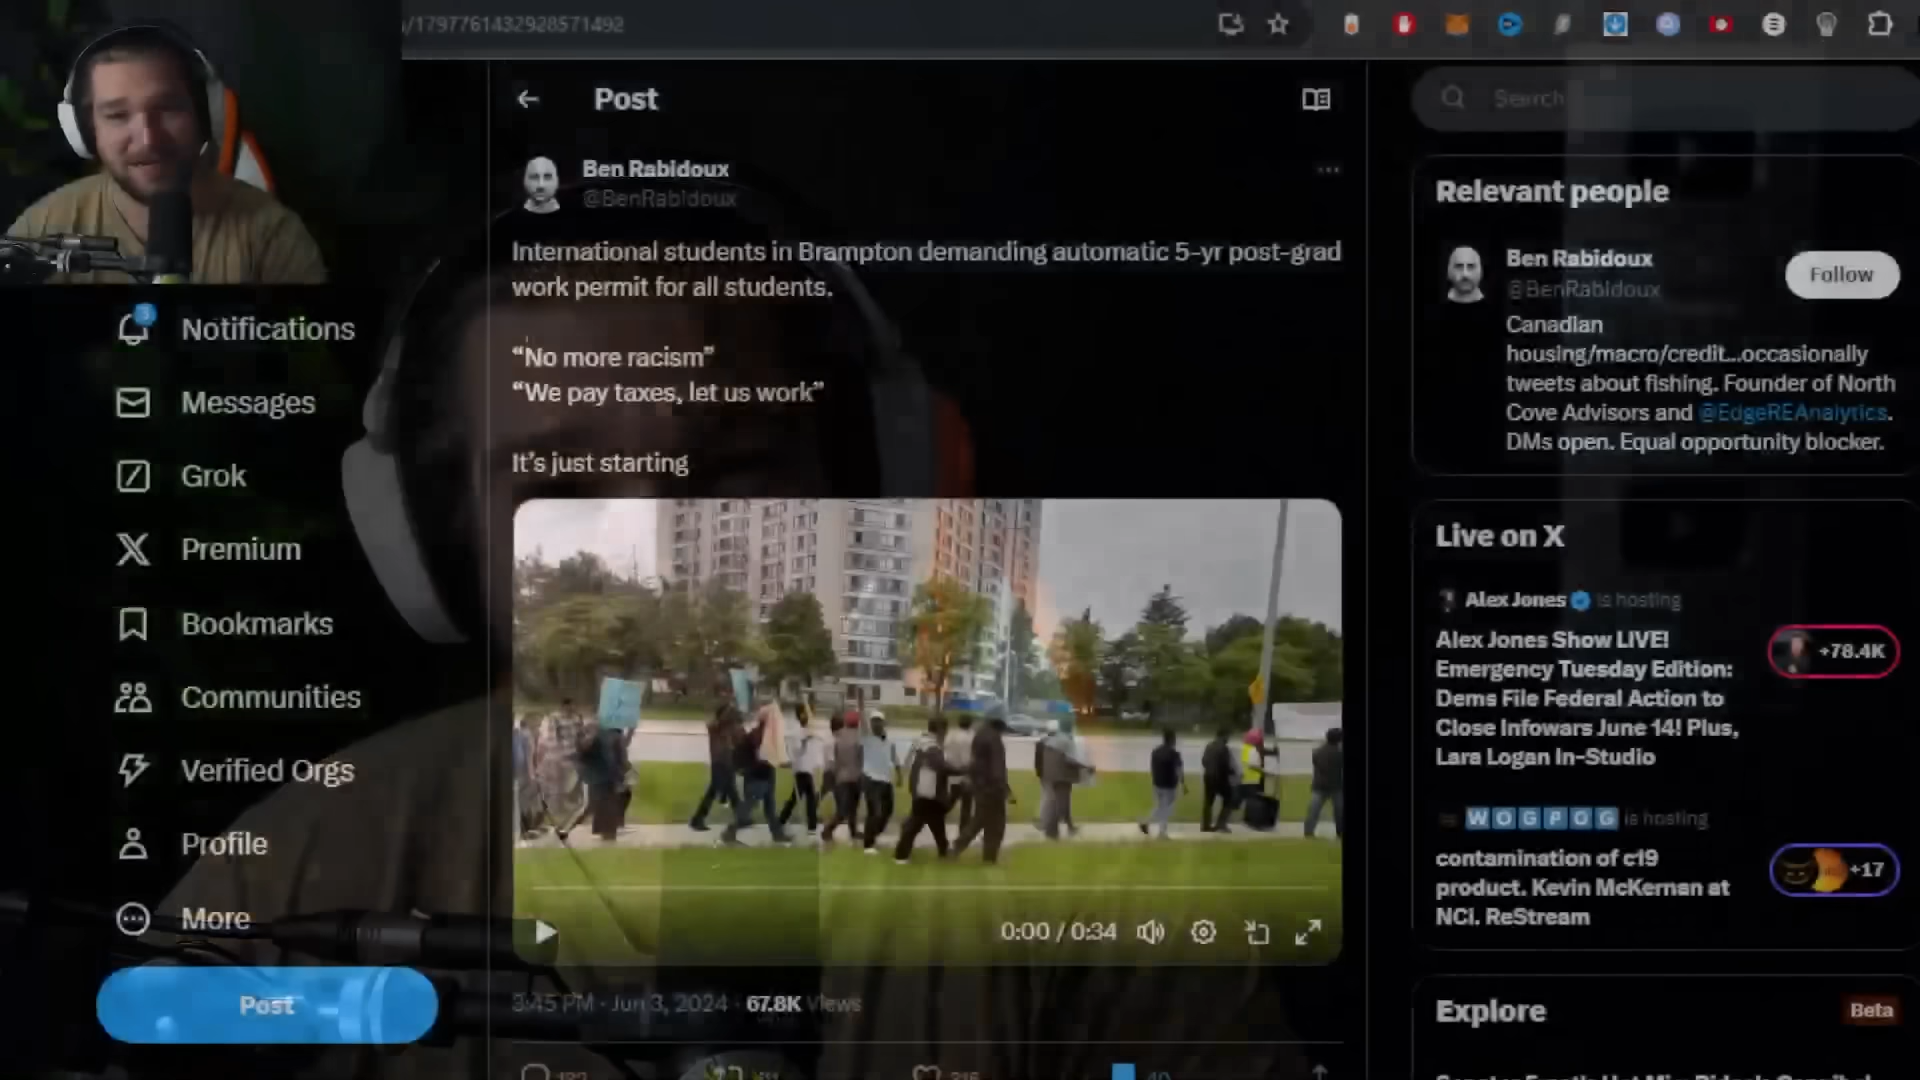 /1797761432928571492
Post
Search
Ben Rabidoux
@BenRabidoux
International students in Brampton demanding automatic 5-yr post-grad
work permit for all students.
“No more racism”
“We pay taxes, let us work”
It’s just starting
0:00 / 0:34
3:45 PM · Jun 3, 2024 · 67.8K Views
3
Notifications
Messages
Grok
Premium
Bookmarks
Communities
Verified Orgs
Profile
More
Post
Relevant people
Ben Rabidoux
@BenRabidoux
Follow
Canadian
housing/macro/credit...occasionally
tweets about fishing. Founder of North
Cove Advisors and @EdgeREAnalytics.
DMs open. Equal opportunity blocker.
Live on X
Alex Jones is hosting
Alex Jones Show LIVE!
Emergency Tuesday Edition:
Dems File Federal Action to
Close Infowars June 14! Plus,
Lara Logan In-Studio
+78.4K
WOGPOG is hosting
contamination of c19
product. Kevin McKernan at
NCI. ReStream
+17
Explore
Beta